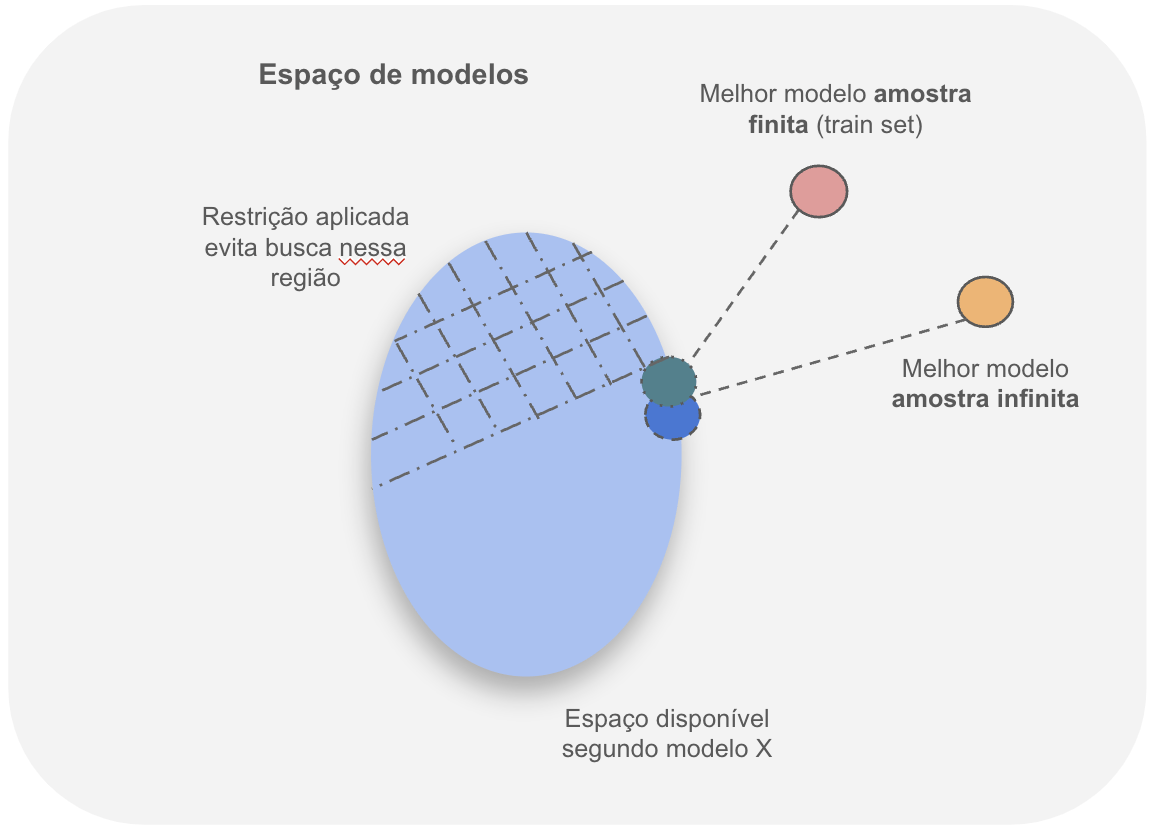 Espaço de modelos
Melhor modelo amostra
finita (train set)
Restrição aplicada
evita busca nessa
região
Melhor modelo
amostra infinita
Espaço disponível
segundo modelo X